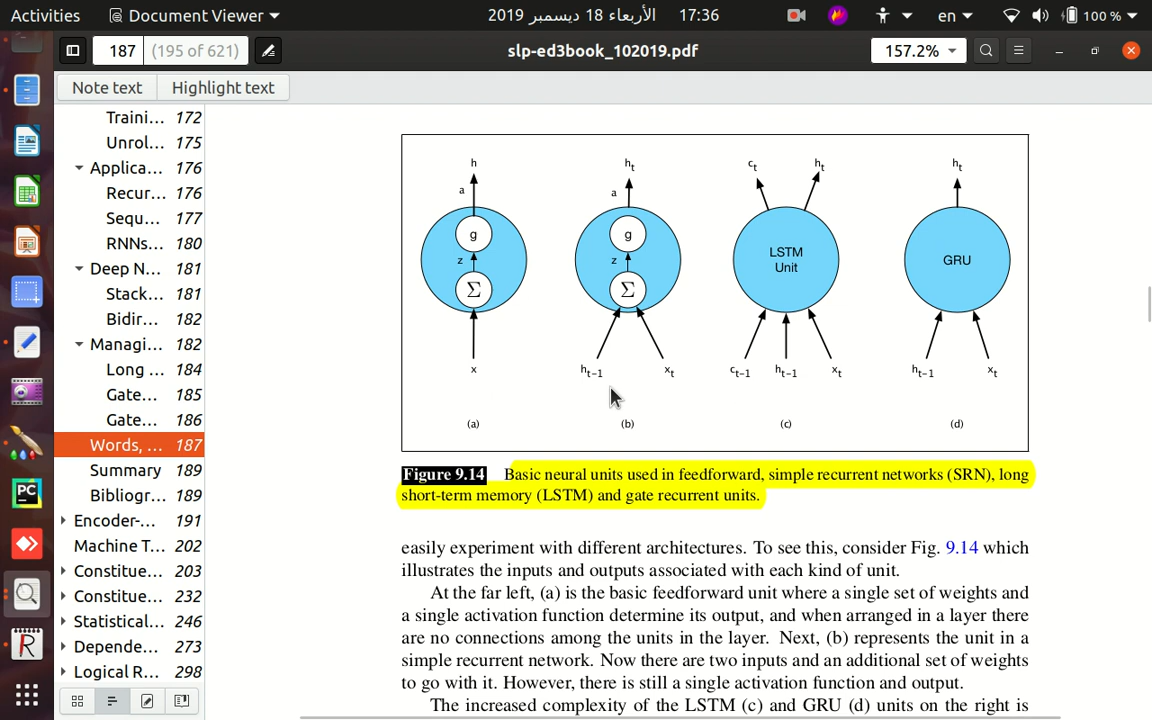 Activities Document Viewer الأربعاء 18 ديسمبر 2019 17:36 en 100 %
187 (195 of 621) slp-ed3book_102019.pdf 157.2%
Note text Highlight text
Traini... 172
Unrol... 175
Applica... 176
Recur... 176
Sequ... 177
RNNs... 180
Deep N... 181
Stack... 181
Bidir... 182
Managi... 182
Long ... 184
Gate... 185
Gate... 186
Words, ... 187
Summary 189
Bibliogr... 189
Encoder-... 191
Machine T... 202
Constitue... 203
Constitue... 232
Statistical... 246
Depende... 273
Logical R... 298
PC
R
h ht ct ht ht
a a
g g
z z LSTM Unit GRU
Σ Σ
x ht−1 xt ct−1 ht−1 xt ht−1 xt
(a) (b) (c) (d)
Figure 9.14 Basic neural units used in feedforward, simple recurrent networks (SRN), long
short-term memory (LSTM) and gate recurrent units.
easily experiment with different architectures. To see this, consider Fig. 9.14 which
illustrates the inputs and outputs associated with each kind of unit.
At the far left, (a) is the basic feedforward unit where a single set of weights and
a single activation function determine its output, and when arranged in a layer there
are no connections among the units in the layer. Next, (b) represents the unit in a
simple recurrent network. Now there are two inputs and an additional set of weights
to go with it. However, there is still a single activation function and output.
The increased complexity of the LSTM (c) and GRU (d) units on the right is